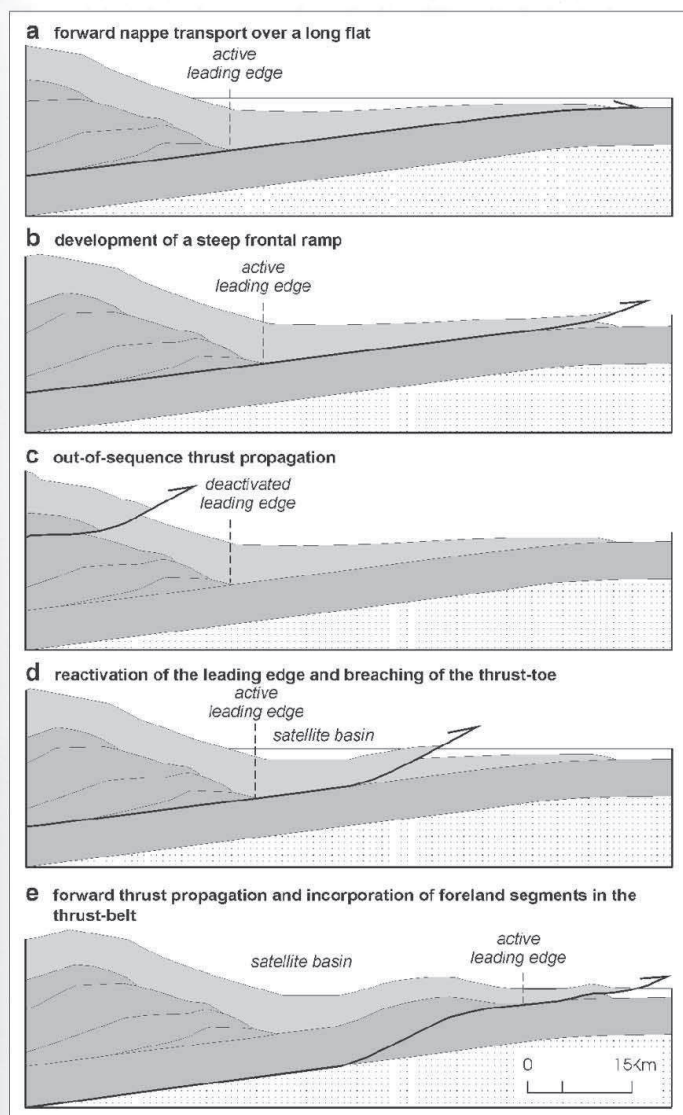 a forward nappe transport over a long flat
active
leading edge
b development of a steep frontal ramp
active
leading edge
c out-of-sequence thrust propagation
deactivated
leading edge
d reactivation of the leading edge and breaching of the thrust-toe
active
leading edge
satellite basin
e forward thrust propagation and incorporation of foreland segments in the
thrust-belt
active
leading edge
satellite basin
0 15Km